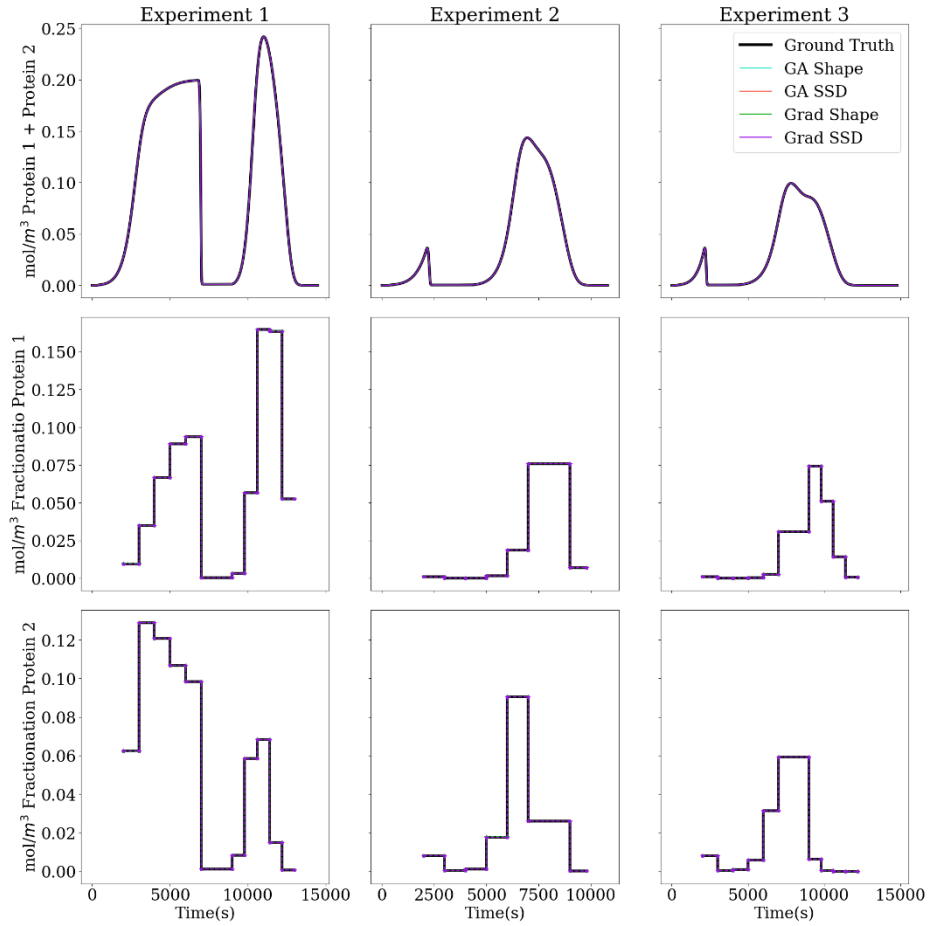 Experiment 1
Experiment 2
Experiment 3
mol/m³ Protein 1 + Protein 2
0.25
0.20
0.15
0.10
0.05
0.00
Ground Truth
GA Shape
GA SSD
Grad Shape
Grad SSD
mol/m³ Fractionatio Protein 1
0.150
0.125
0.100
0.075
0.050
0.025
0.000
mol/m³ Fractionation Protein 2
0.12
0.10
0.08
0.06
0.04
0.02
0.00
0 5000 10000 15000
Time(s)
0 2500 5000 7500 10000
Time(s)
0 5000 10000 15000
Time(s)